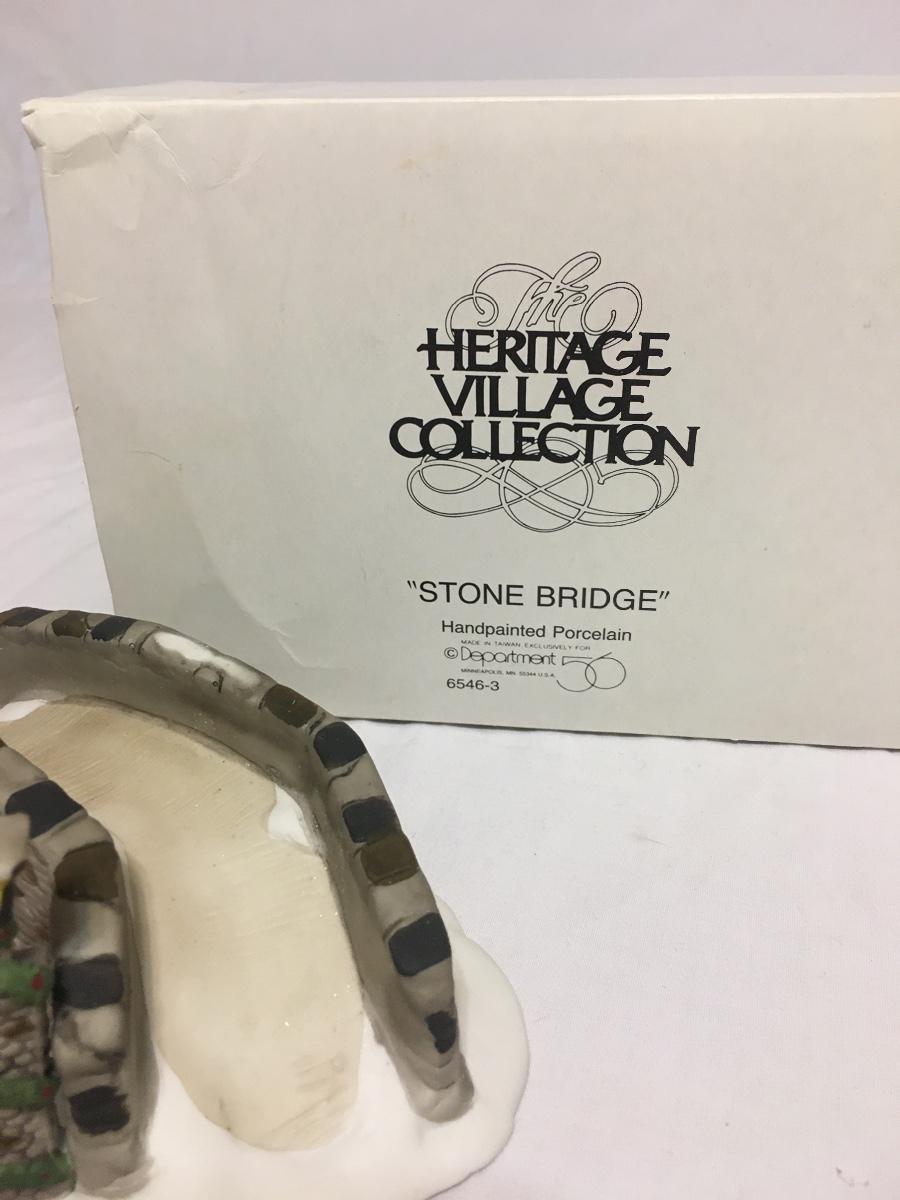 The
HERITAGE
VILLAGE
COLLECTION
"STONE BRIDGE"
Handpainted Porcelain
MADE IN TAIWAN EXCLUSIVELY FOR
© Department 56
MINNEAPOLIS, MN 55344 U.S.A.
6546-3